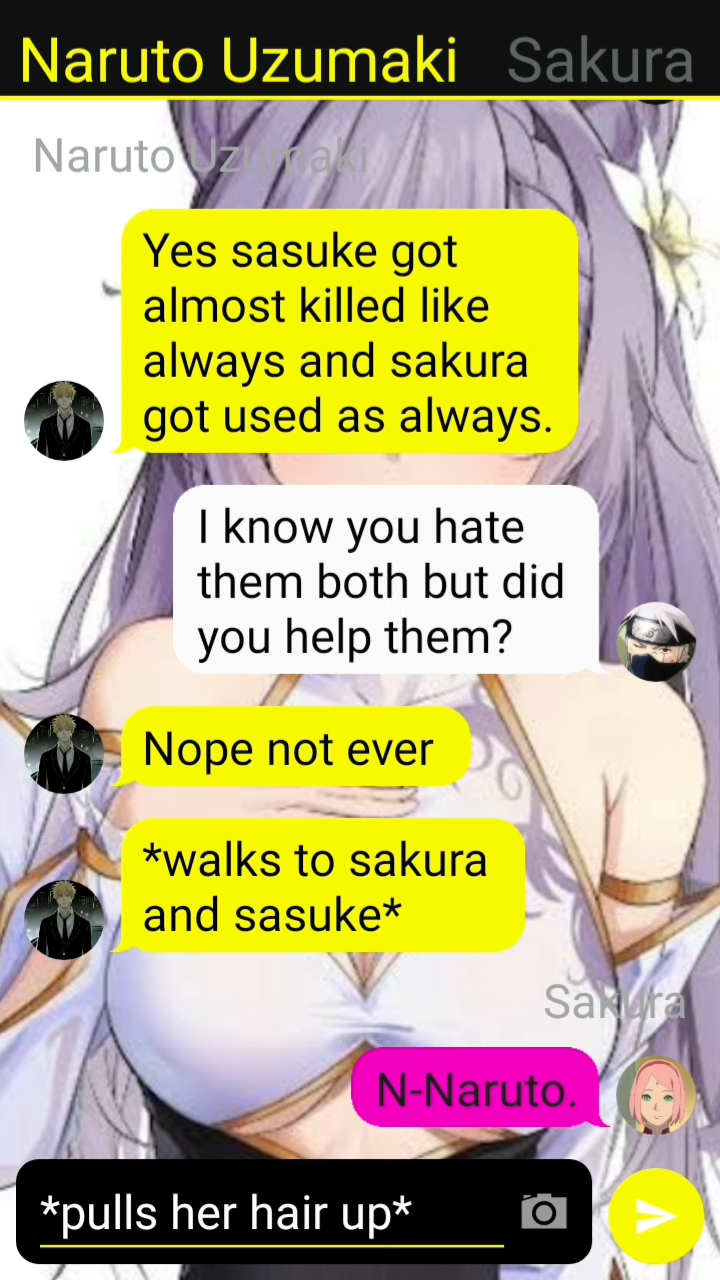 Naruto Uzumaki Sakura
Naruto Uzumaki
Yes sasuke got
almost killed like
always and sakura
got used as always.
I know you hate
them both but did
you help them?
Nope not ever
*walks to sakura
and sasuke*
Sakura
N-Naruto.
*pulls her hair up*